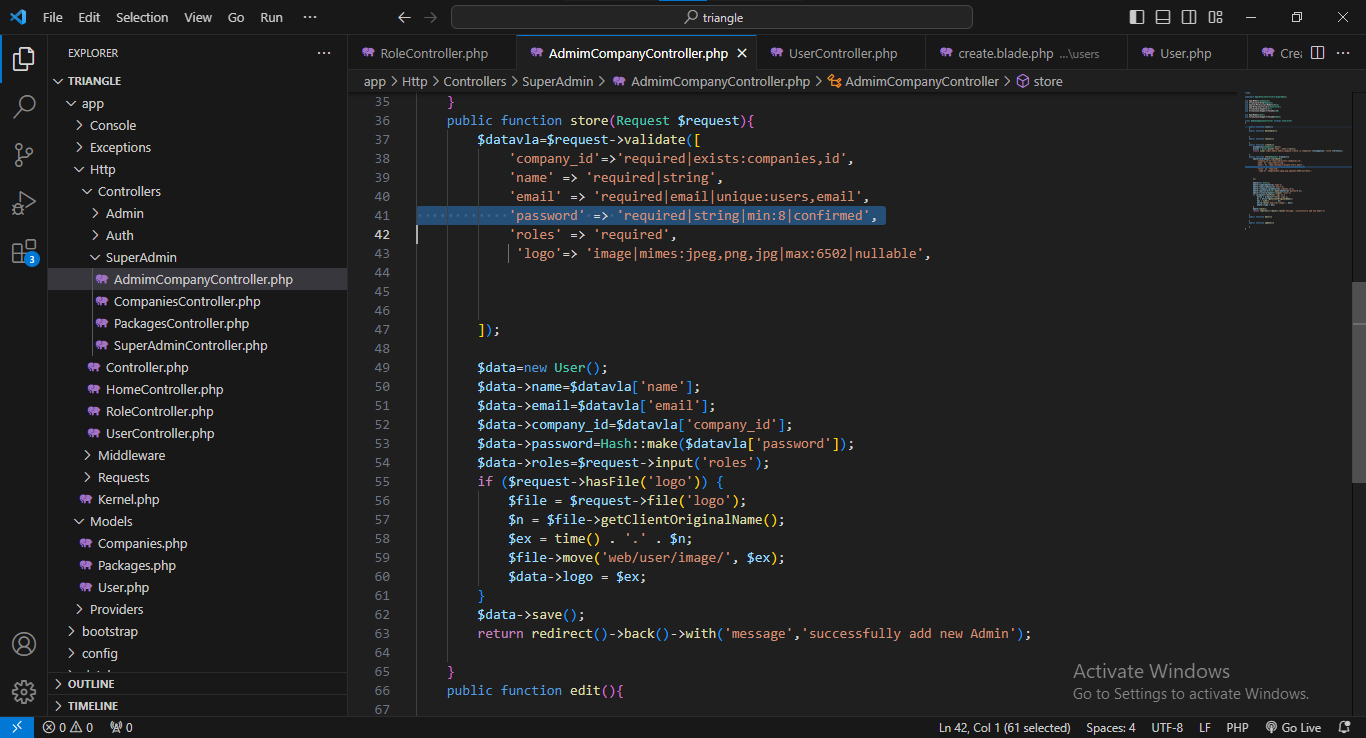 File Edit Selection View Go Run ··· triangle
EXPLORER ···
TRIANGLE
app
Console
Exceptions
Http
Controllers
Admin
Auth
SuperAdmin
AdmimCompanyController.php
CompaniesController.php
PackagesController.php
SuperAdminController.php
Controller.php
HomeController.php
RoleController.php
UserController.php
Middleware
Requests
Kernel.php
Models
Companies.php
Packages.php
User.php
Providers
bootstrap
config
OUTLINE
TIMELINE
3
RoleController.php AdmimCompanyController.php UserController.php create.blade.php ...\users User.php Crea ···
app > Http > Controllers > SuperAdmin > AdmimCompanyController.php > AdmimCompanyController > store
35 }
36 public function store(Request $request){
37 $datavla=$request->validate([
38 'company_id'=>'required|exists:companies,id',
39 'name' => 'required|string',
40 'email' => 'required|email|unique:users,email',
41 'password' => 'required|string|min:8|confirmed',
42 'roles' => 'required',
43 'logo'=> 'image|mimes:jpeg,png,jpg|max:6502|nullable',
44
45
46
47 ]);
48
49 $data=new User();
50 $data->name=$datavla['name'];
51 $data->email=$datavla['email'];
52 $data->company_id=$datavla['company_id'];
53 $data->password=Hash::make($datavla['password']);
54 $data->roles=$request->input('roles');
55 if ($request->hasFile('logo')) {
56 $file = $request->file('logo');
57 $n = $file->getClientOriginalName();
58 $ex = time() . '.' . $n;
59 $file->move('web/user/image/', $ex);
60 $data->logo = $ex;
61 }
62 $data->save();
63 return redirect()->back()->with('message','successfully add new Admin');
64
65 }
66 public function edit(){
67
Activate Windows
Go to Settings to activate Windows.
0 0 0 Ln 42, Col 1 (61 selected) Spaces: 4 UTF-8 LF PHP Go Live